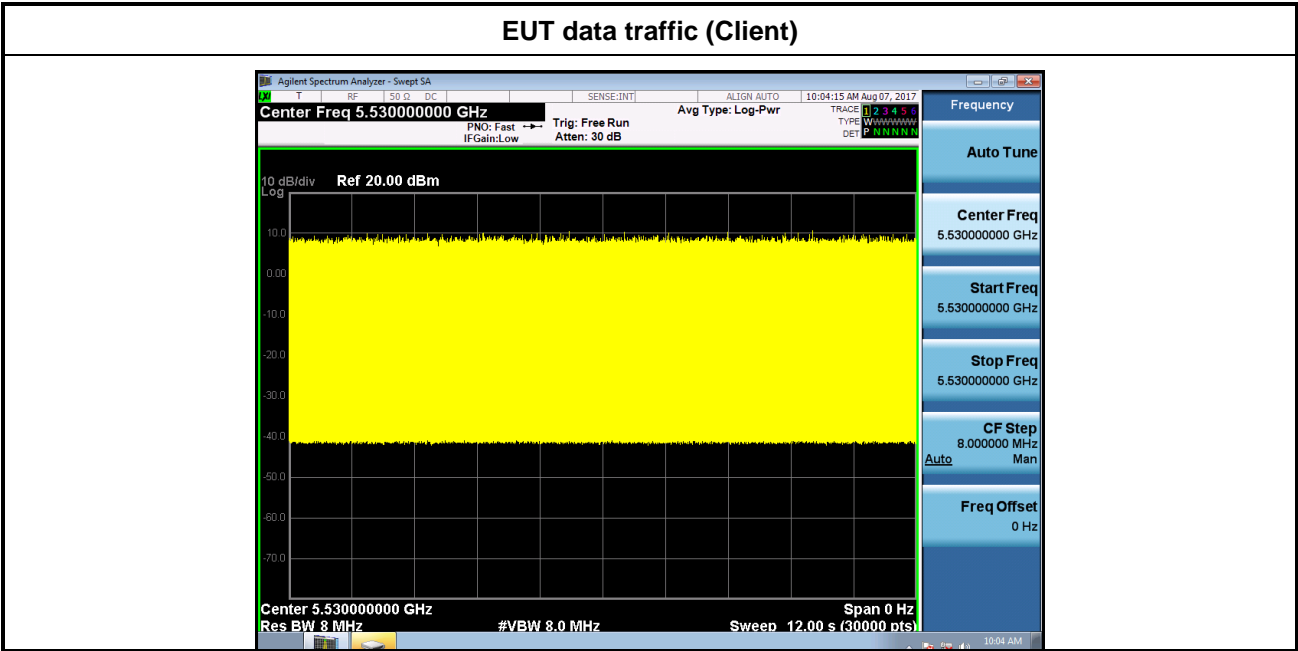 EUT data traffic (Client)
Agilent Spectrum Analyzer - Swept SA
T RF 50 Ω DC SENSE:INT ALIGN AUTO 10:04:15 AM Aug 07, 2017
Center Freq 5.530000000 GHz
Avg Type: Log-Pwr
TRACE 1 2 3 4 5 6
TYPE WWWWWW
DET P N N N N N
PNO: Fast
IFGain:Low
Trig: Free Run
Atten: 30 dB
Frequency
Auto Tune
10 dB/div Ref 20.00 dBm
Log
10.0
0.00
-10.0
-20.0
-30.0
-40.0
-50.0
-60.0
-70.0
Center Freq
5.530000000 GHz
Start Freq
5.530000000 GHz
Stop Freq
5.530000000 GHz
CF Step
8.000000 MHz
Auto Man
Freq Offset
0 Hz
Center 5.530000000 GHz Span 0 Hz
Res BW 8 MHz #VBW 8.0 MHz Sweep 12.00 s (30000 pts)
10:04 AM